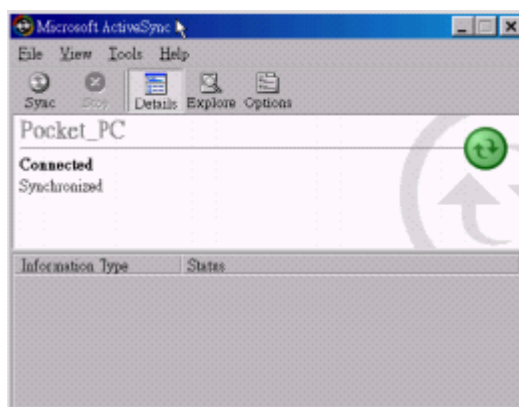 Microsoft ActiveSync
File View Tools Help
Sync Stop Details Explore Options
Pocket_PC
Connected
Synchronized
Information Type Status